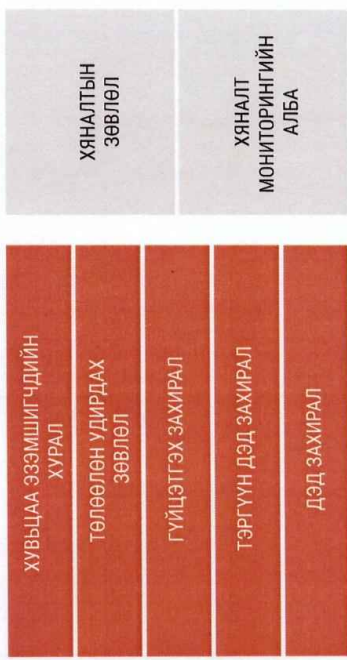 ХУВЬЦАА ЭЗЭМШИГЧДИЙН
ХУРАЛ
ТӨЛӨӨЛӨН УДИРДАХ
ЗӨВЛӨЛ
ГҮЙЦЭТГЭХ ЗАХИРАЛ
ТЭРГҮҮН ДЭД ЗАХИРАЛ
ДЭД ЗАХИРАЛ
ХЯНАЛТЫН
ЗӨВЛӨЛ
ХЯНАЛТ
МОНИТОРИНГИЙН
АЛБА